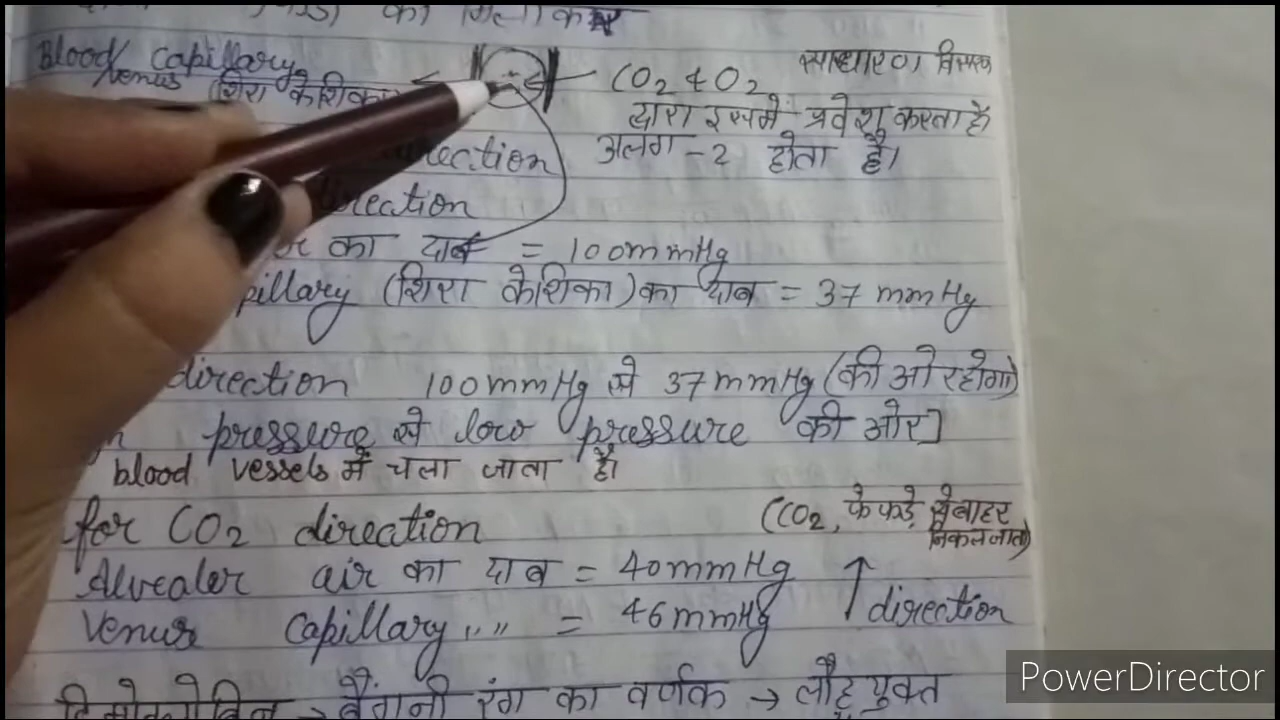 का
Blood/ Capillary
venus (शिरा केशिका
CO2 & O2 साधारण विसरण
द्वारा इसमें प्रवेश करता है।
अलग-2 होता है।
direction
direction
का दाब = 100mmHg
pillary (शिरा केशिका) का दाब = 37 mmHg
direction 100mmHg से 37mmHg (की ओर होगा)
pressure से low pressure की ओर]
blood vessels में चला जाता है।
for CO2 direction (CO2, फेफड़े से बाहर
निकल जाता)
Alvealer air का दाब = 40mmHg ↑
Venus Capillary ,, ,, = 46mmHg direction
हिमोग्लोबिन → बैंगनी रंग का वर्णक → लौह युक्त
PowerDirector